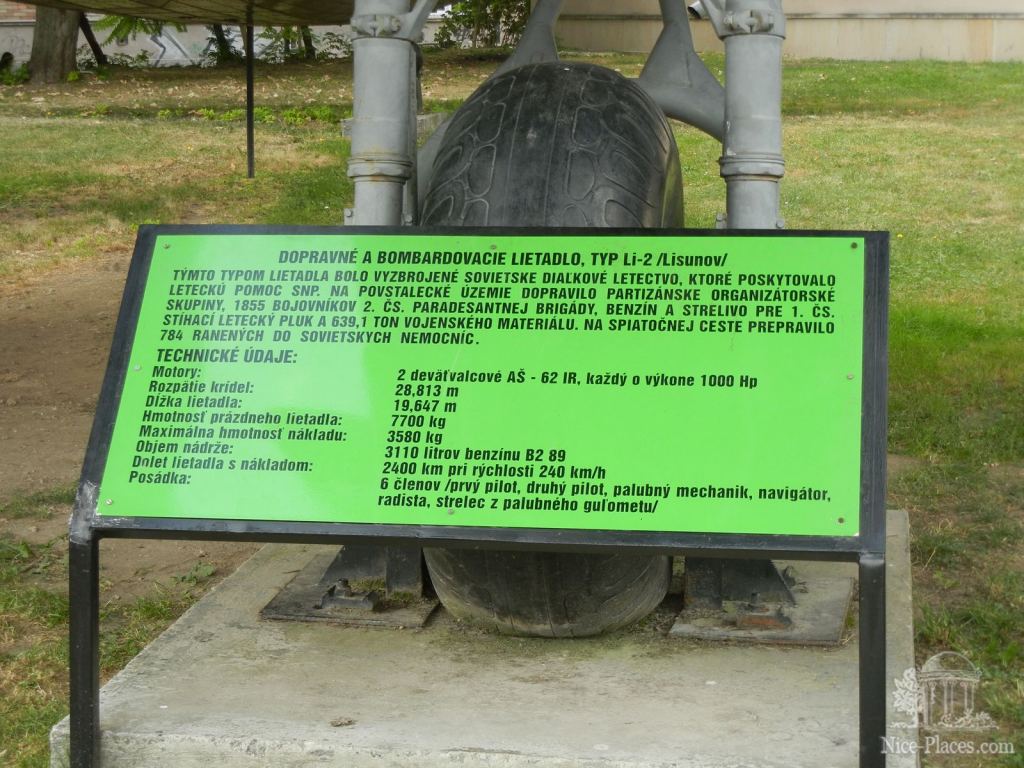 DOPRAVNÉ A BOMBARDOVACIE LIETADLO, TYP Li-2 /Lisunov/
TÝMTO TYPOM LIETADLA BOLO VYZBROJENÉ SOVIETSKE DIAĽKOVÉ LETECTVO, KTORÉ POSKYTOVALO
LETECKÚ POMOC SNP. NA POVSTALECKÉ ÚZEMIE DOPRAVILO PARTIZÁNSKE ORGANIZÁTORSKÉ
SKUPINY, 1855 BOJOVNÍKOV 2. ČS. PARADESANTNEJ BRIGÁDY, BENZÍN A STRELIVO PRE 1. ČS.
STÍHACÍ LETECKÝ PLUK A 639,1 TON VOJENSKÉHO MATERIÁLU. NA SPIATOČNEJ CESTE PREPRAVILO
784 RANENÝCH DO SOVIETSKYCH NEMOCNÍC.
TECHNICKÉ ÚDAJE:
Motory: 2 deväťvalcové AŠ - 62 IR, každý o výkone 1000 Hp
Rozpätie krídel: 28,813 m
Dĺžka lietadla: 19,647 m
Hmotnosť prázdneho lietadla: 7700 kg
Maximálna hmotnosť nákladu: 3580 kg
Objem nádrže: 3110 litrov benzínu B2 89
Dolet lietadla s nákladom: 2400 km pri rýchlosti 240 km/h
Posádka: 6 členov /prvý pilot, druhý pilot, palubný mechanik, navigátor,
radista, strelec z palubného guľometu/
Nice-Places.com